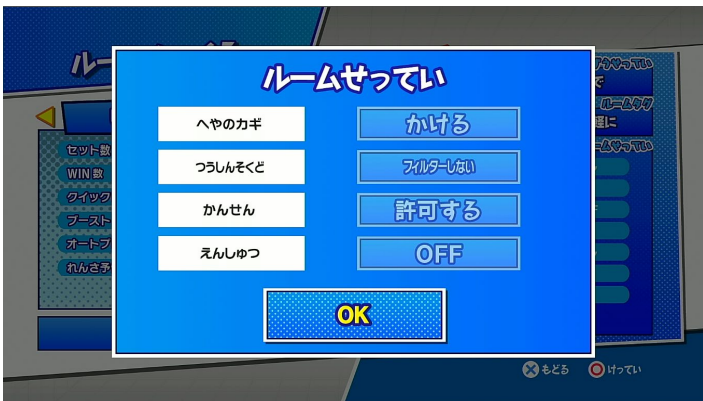 ルームせってい
へやのカギ
かける
つうしんそくど
フィルターしない
かんせん
許可する
えんしゅつ
OFF
OK
セット数
WIN数
クイック
ブースト
オートプ
れんさ予
もどる
けってい